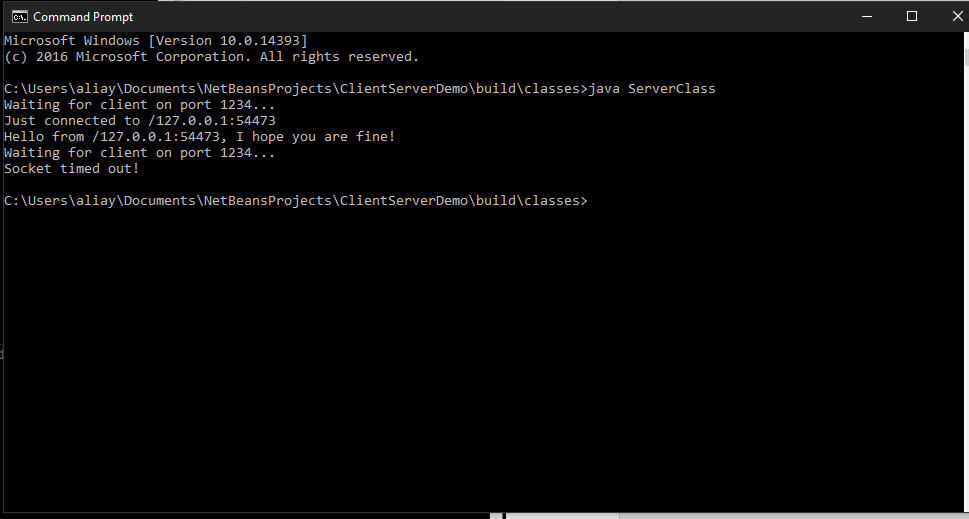 Command Prompt
Microsoft Windows [Version 10.0.14393]
(c) 2016 Microsoft Corporation. All rights reserved.
C:\Users\aliay\Documents\NetBeansProjects\ClientServerDemo\build\classes>java ServerClass
Waiting for client on port 1234...
Just connected to /127.0.0.1:54473
Hello from /127.0.0.1:54473, I hope you are fine!
Waiting for client on port 1234...
Socket timed out!
C:\Users\aliay\Documents\NetBeansProjects\ClientServerDemo\build\classes>